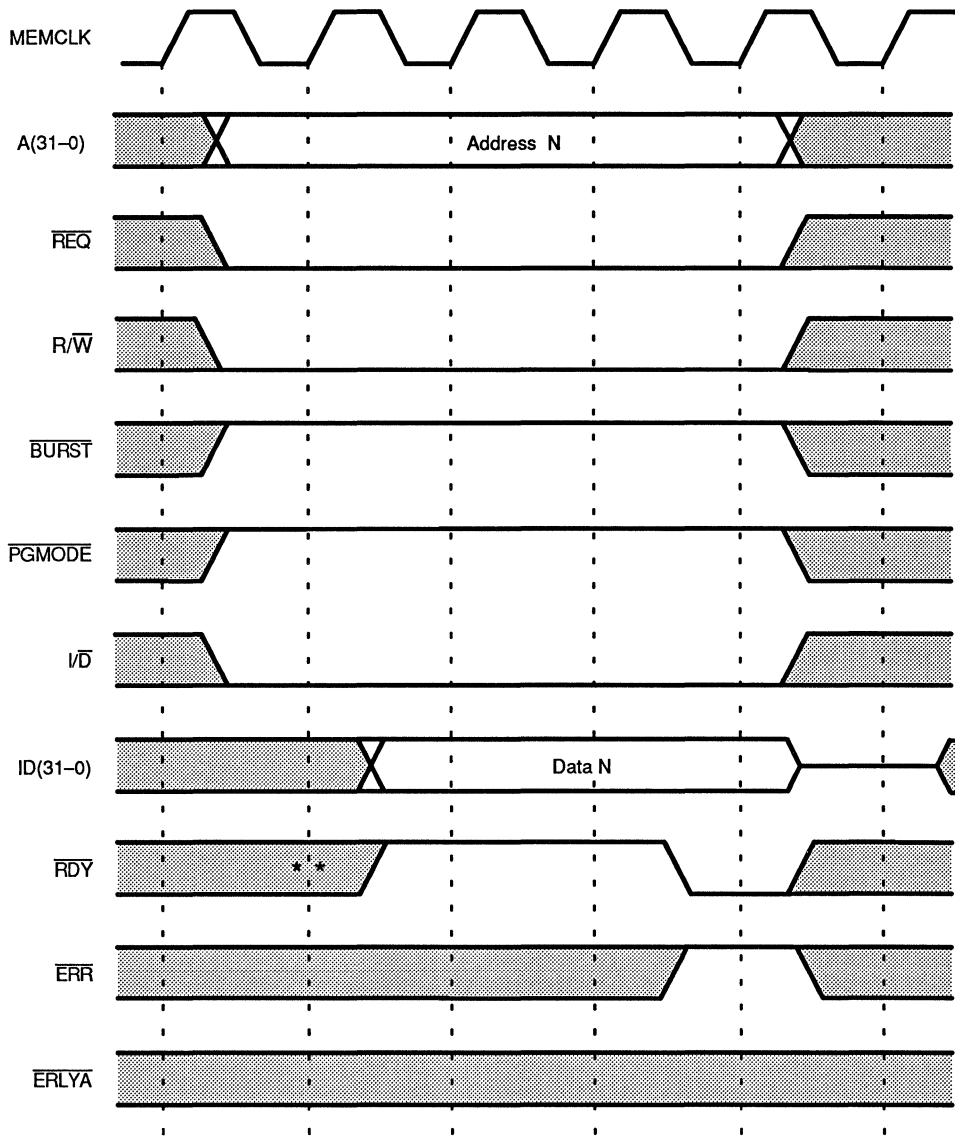 MEMCLK
A(31–0)
Address N
REQ
R/W
BURST
PGMODE
I/D
ID(31–0)
Data N
RDY
* *
ERR
ERLYA